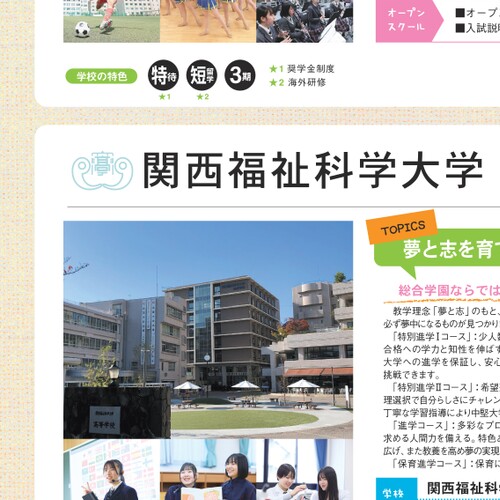 オープン
スクール
■オープ
■入試説明
学校の特色
特待
★1
短留学
★2
3期
★1 奨学金制度
★2 海外研修
関西福祉科学大学
TOPICS
夢と志を育
総合学園ならでは
教学理念「夢と志」のもと、
必ず夢中になるものが見つかり
「特別進学Ⅰコース」：少人数
合格への学力と知性を伸ばす
大学への進学を保証し、安心
挑戦できます。
「特別進学Ⅱコース」：希望
理選択で自分らしさにチャレン
丁寧な学習指導により中堅大
「進学コース」：多彩なプロ
求める人間力を備える。特色あ
広げ、また教養を高め夢の実現
「保育進学コース」：保育に
学校
関西福祉科
高等学校